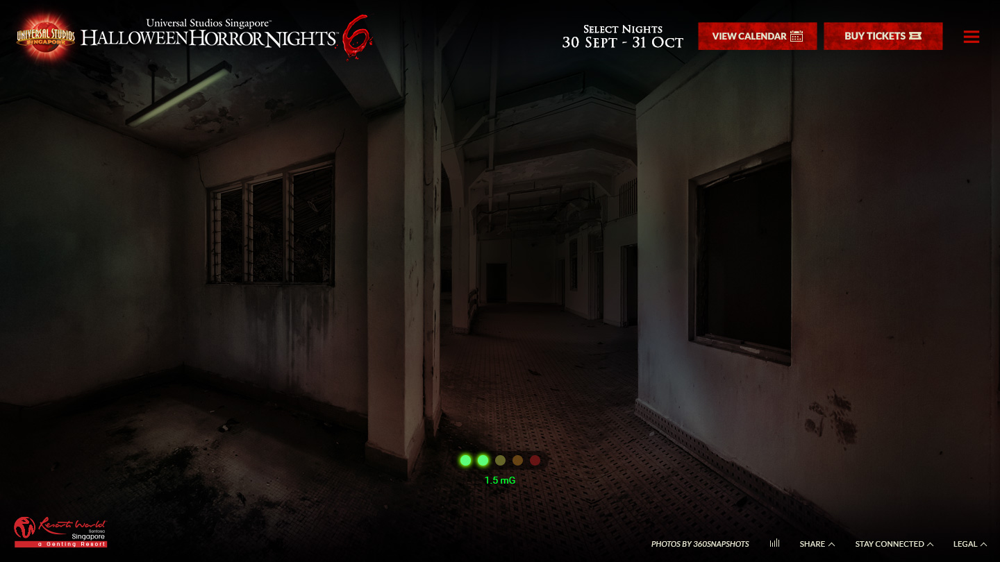 UNIVERSAL STUDIOS
SINGAPORE
Universal Studios Singapore™
HALLOWEEN HORROR NIGHTS™ 6
SELECT NIGHTS
30 SEPT - 31 OCT
VIEW CALENDAR
BUY TICKETS
1.5 mG
Resorts World
Sentosa
Singapore
a Genting Resort
PHOTOS BY 360SNAPSHOTS
SHARE
STAY CONNECTED
LEGAL